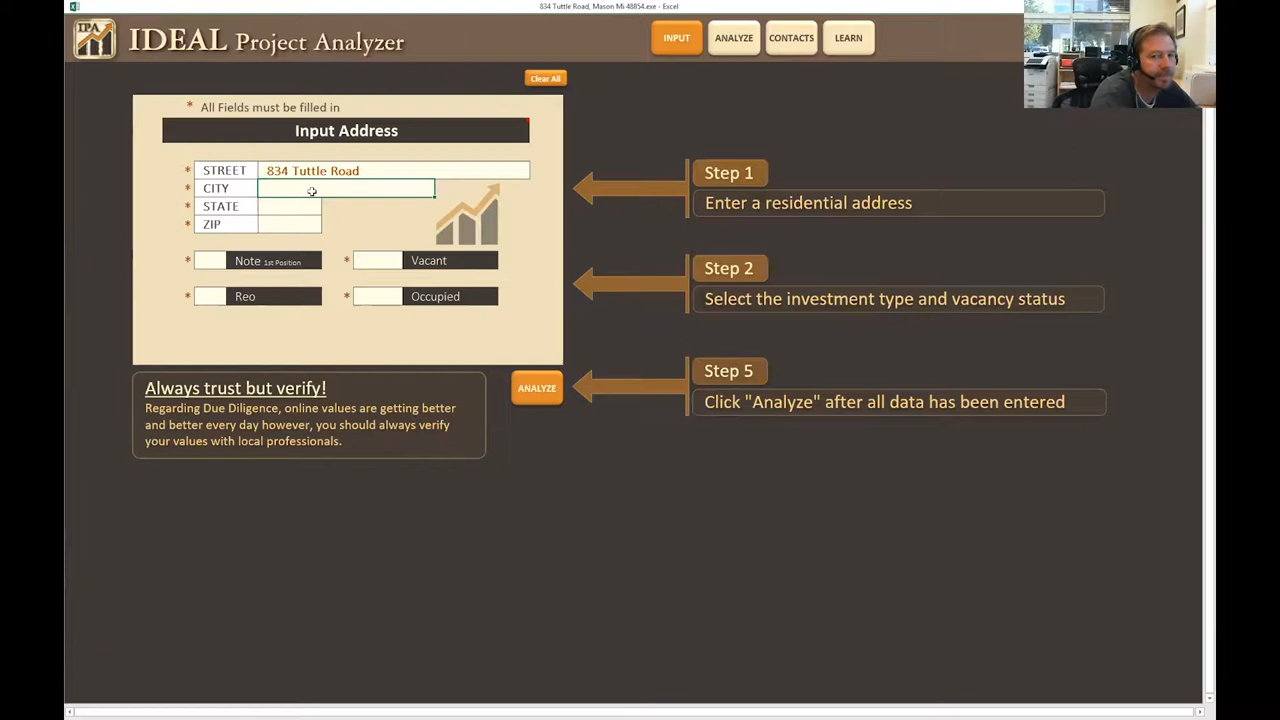 834 Tuttle Road, Mason Mi 48854.exe - Excel
IPA
IDEAL Project Analyzer
INPUT
ANALYZE
CONTACTS
LEARN
Clear All
* All Fields must be filled in
Input Address
* STREET 834 Tuttle Road
* CITY
* STATE
* ZIP
* Note 1st Position
* Vacant
* Reo
* Occupied
Step 1
Enter a residential address
Step 2
Select the investment type and vacancy status
Step 5
Click "Analyze" after all data has been entered
Always trust but verify!
Regarding Due Diligence, online values are getting better
and better every day however, you should always verify
your values with local professionals.
ANALYZE